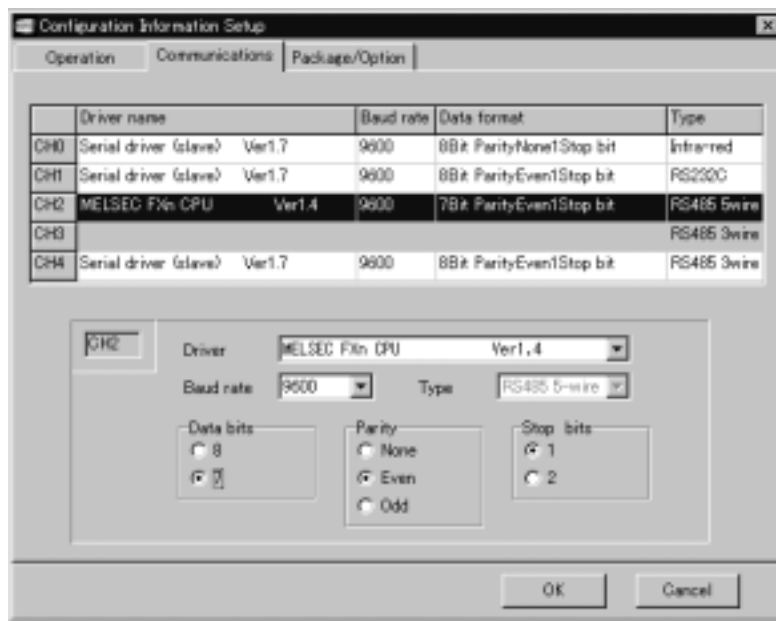 Configuration Information Setup
Operation Communications Package/Option
Driver name Baud rate Data format Type
CH0 Serial driver (slave) Ver1.7 9600 8Bit ParityNone1Stop bit Infra-red
CH1 Serial driver (slave) Ver1.7 9600 8Bit ParityEven1Stop bit RS232C
CH2 MELSEC FXn CPU Ver1.4 9600 7Bit ParityEven1Stop bit RS485 5wire
CH3 RS485 3wire
CH4 Serial driver (slave) Ver1.7 9600 8Bit ParityEven1Stop bit RS485 3wire
CH2 Driver MELSEC FXn CPU Ver1.4
Baud rate 9600 Type RS485 5-wire
Data bits Parity Stop bits
8 None 1
7 Even 2
Odd
OK Cancel